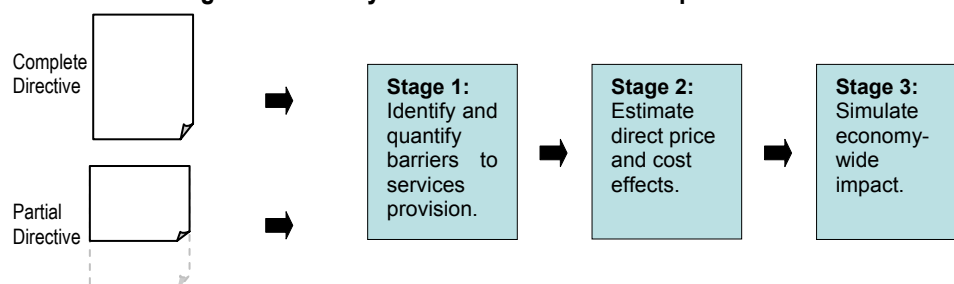 Complete
Directive
Partial
Directive
Stage 1:
Identify and
quantify
barriers to
services
provision.
Stage 2:
Estimate
direct price
and cost
effects.
Stage 3:
Simulate
economy-
wide
impact.